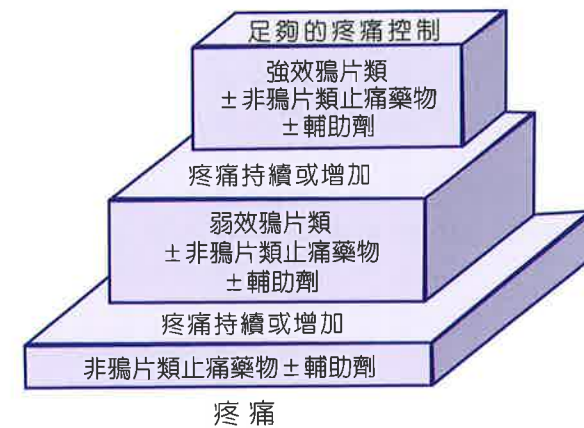 足夠的疼痛控制
強效鴉片類
±非鴉片類止痛藥物
±輔助劑
疼痛持續或增加
弱效鴉片類
±非鴉片類止痛藥物
±輔助劑
疼痛持續或增加
非鴉片類止痛藥物±輔助劑
疼痛